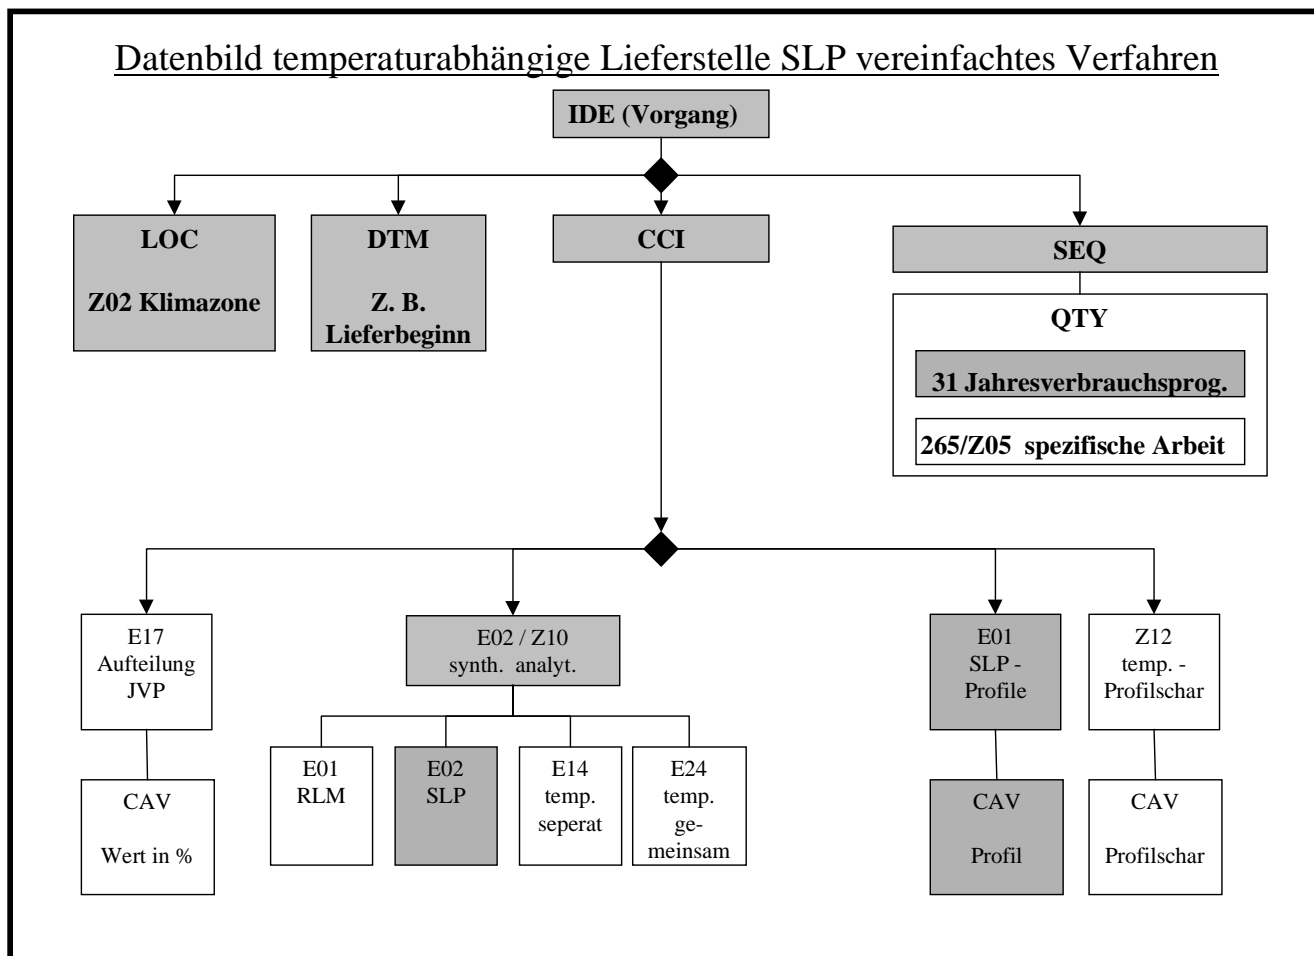 Datenbild temperaturabhängige Lieferstelle SLP vereinfachtes Verfahren
IDE (Vorgang)
LOC
Z02 Klimazone
DTM
Z. B.
Lieferbeginn
CCI
SEQ
QTY
31 Jahresverbrauchsprog.
265/Z05 spezifische Arbeit
E17
Aufteilung
JVP
E02 / Z10
synth. analyt.
E01
SLP -
Profile
Z12
temp. -
Profilschar
CAV
Wert in %
E01
RLM
E02
SLP
E14
temp.
seperat
E24
temp.
ge-
meinsam
CAV
Profil
CAV
Profilschar